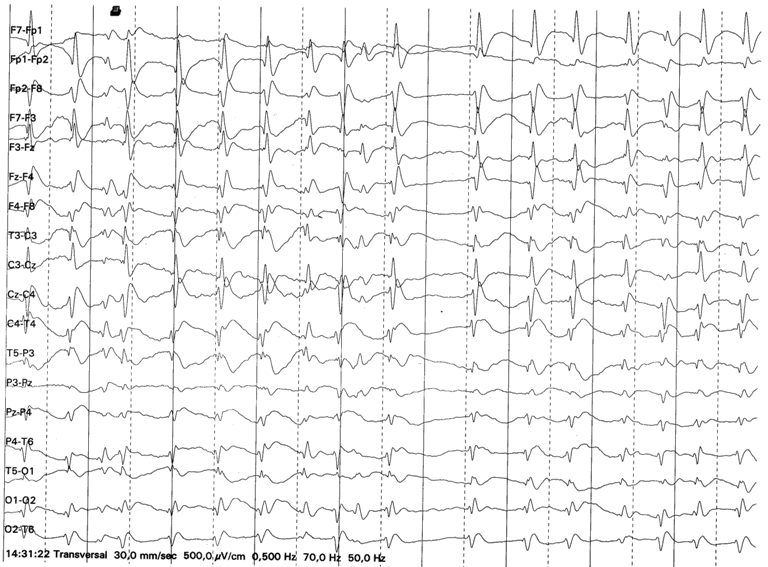 F7-Fp1
Fp1-Fp2
Fp2-F8
F7-F3
F3-Fz
Fz-F4
F4-F8
T3-C3
C3-Cz
Cz-C4
C4-T4
T5-P3
P3-Pz
Pz-P4
P4-T6
T5-O1
O1-O2
O2-T6
14:31:22 Transversal 30,0 mm/sec 500,0 µV/cm 0,500 Hz 70,0 Hz 50,0 Hz